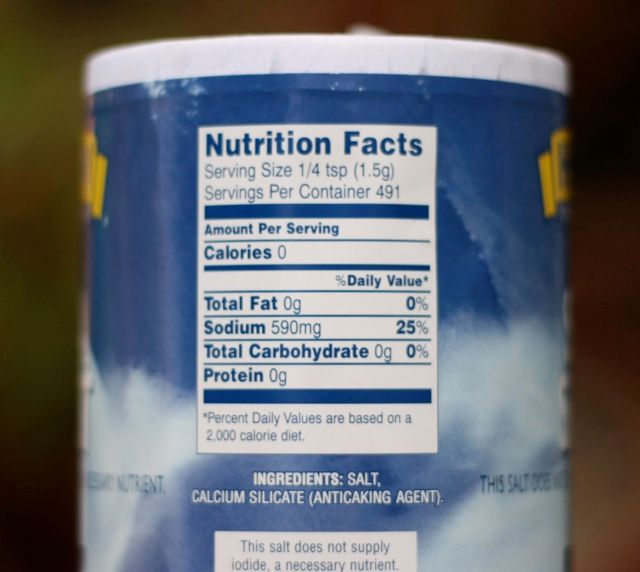 Nutrition Facts
Serving Size 1/4 tsp (1.5g)
Servings Per Container 491
Amount Per Serving
Calories 0
%Daily Value*
Total Fat 0g 0%
Sodium 590mg 25%
Total Carbohydrate 0g 0%
Protein 0g
*Percent Daily Values are based on a
2,000 calorie diet.
INGREDIENTS: SALT,
CALCIUM SILICATE (ANTICAKING AGENT).
NUTRIENT.
THIS SALT DOES
This salt does not supply
iodide, a necessary nutrient.